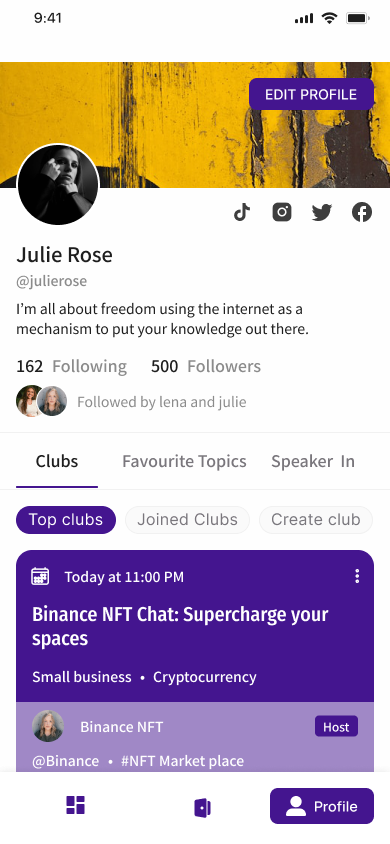 9:41
EDIT PROFILE
Julie Rose
@julierose
I’m all about freedom using the internet as a
mechanism to put your knowledge out there.
162 Following 500 Followers
Followed by lena and julie
Clubs Favourite Topics Speaker In
Top clubs Joined Clubs Create club
Today at 11:00 PM
Binance NFT Chat: Supercharge your
spaces
Small business • Cryptocurrency
Binance NFT Host
@Binance • #NFT Market place
Profile